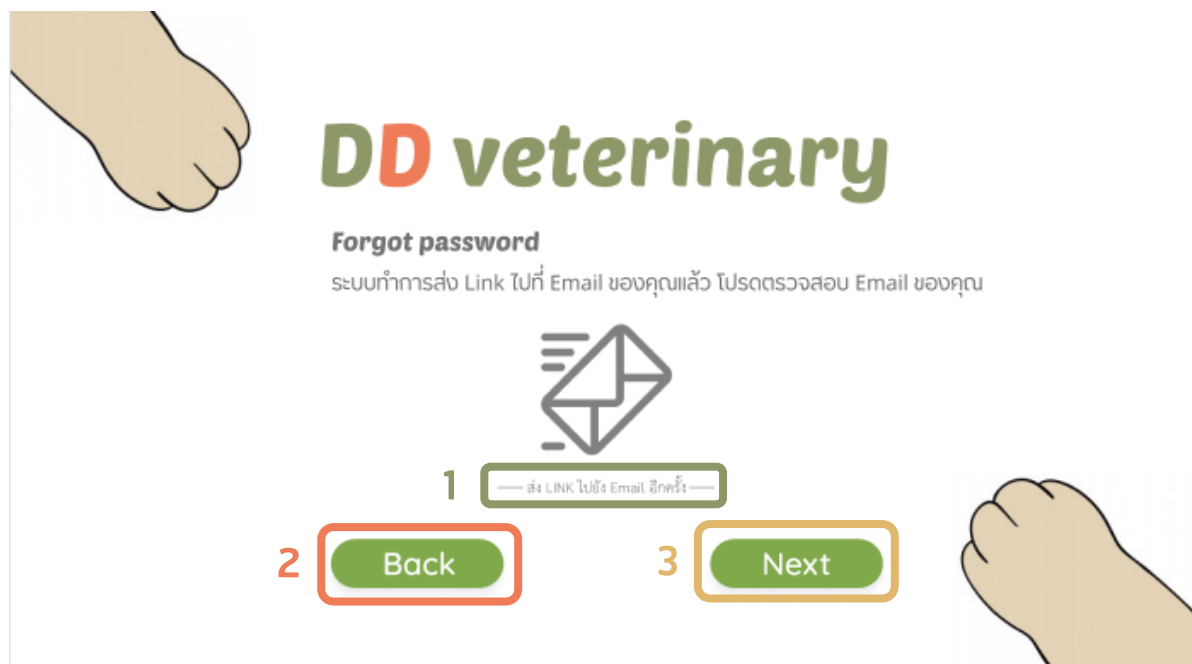 DD veterinary
Forgot password
ระบบทำการส่ง Link ไปที่ Email ของคุณแล้ว โปรดตรวจสอบ Email ของคุณ
1
ส่ง LINK ไปยัง Email อีกครั้ง
2 Back 3 Next